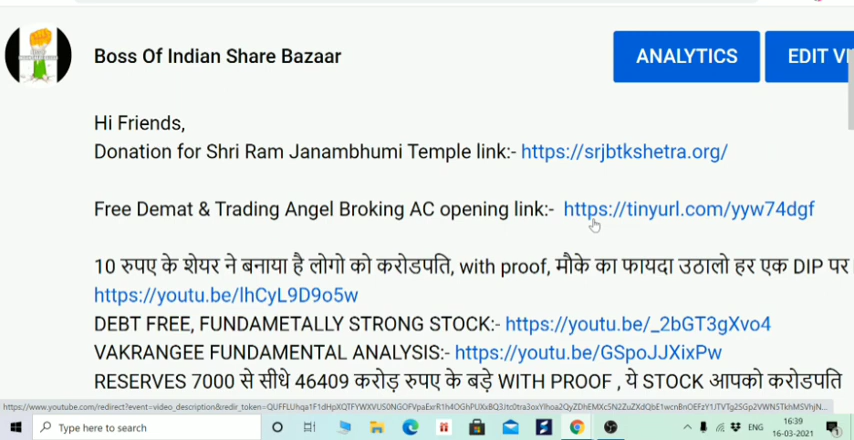 Boss Of Indian Share Bazaar
ANALYTICS
EDIT VI
Hi Friends,
Donation for Shri Ram Janambhumi Temple link:- https://srjbtkshetra.org/
Free Demat & Trading Angel Broking AC opening link:- https://tinyurl.com/yyw74dgf
10 रुपए के शेयर ने बनाया है लोगो को करोडपति, with proof, मौके का फायदा उठालो हर एक DIP पर
https://youtu.be/lhCyL9D9o5w
DEBT FREE, FUNDAMETALLY STRONG STOCK:- https://youtu.be/_2bGT3gXvo4
VAKRANGEE FUNDAMENTAL ANALYSIS:- https://youtu.be/GSpoJJXixPw
RESERVES 7000 से सीधे 46409 करोड़ रुपए के बड़े WITH PROOF , ये STOCK आपको करोडपति
Type here to search
ENG
16:39
16-03-2021